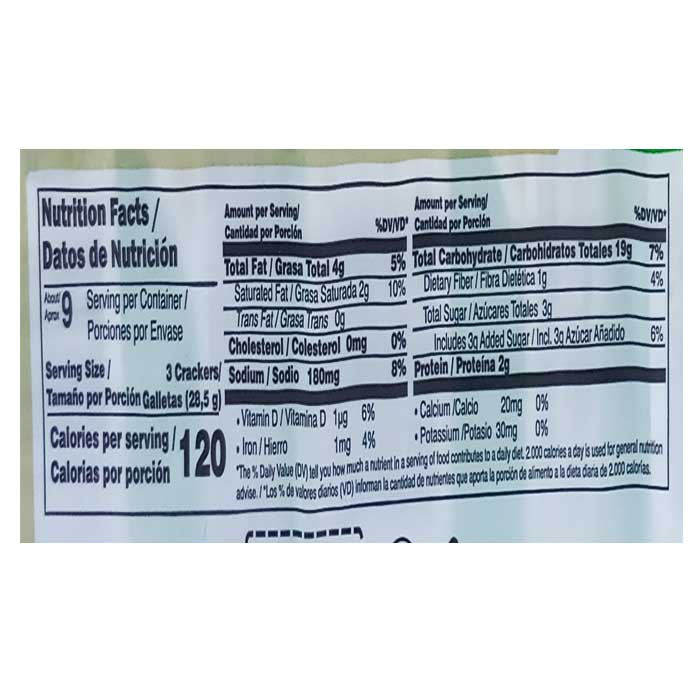 Nutrition Facts /
Datos de Nutrición
About/
Aprox 9 Serving per Container /
Porciones por Envase
Serving Size / 3 Crackers/
Tamaño por Porción Galletas (28,5 g)
Calories per serving /
Calorías por porción 120
Amount per Serving/
Cantidad por Porción %DV/VD*
Total Fat / Grasa Total 4g 5%
Saturated Fat / Grasa Saturada 2g 10%
Trans Fat / Grasa Trans 0g
Cholesterol / Colesterol 0mg 0%
Sodium / Sodio 180mg 8%
Amount per Serving/
Cantidad por Porción %DV/VD*
Total Carbohydrate / Carbohidratos Totales 19g 7%
Dietary Fiber / Fibra Dietética 1g 4%
Total Sugar / Azúcares Totales 3g
Includes 3g Added Sugar / Incl. 3g Azúcar Añadido 6%
Protein / Proteína 2g
• Vitamin D / Vitamina D 1µg 6%
• Calcium /Calcio 20mg 0%
• Iron / Hierro 1mg 4%
• Potassium /Potasio 30mg 0%
*The % Daily Value (DV) tell you how much a nutrient in a serving of food contributes to a daily diet. 2.000 calories a day is used for general nutrition
advise. / *Los % de valores diarios (VD) informan la cantidad de nutrientes que aporta la porción de alimento a la dieta diaria de 2.000 calorías.